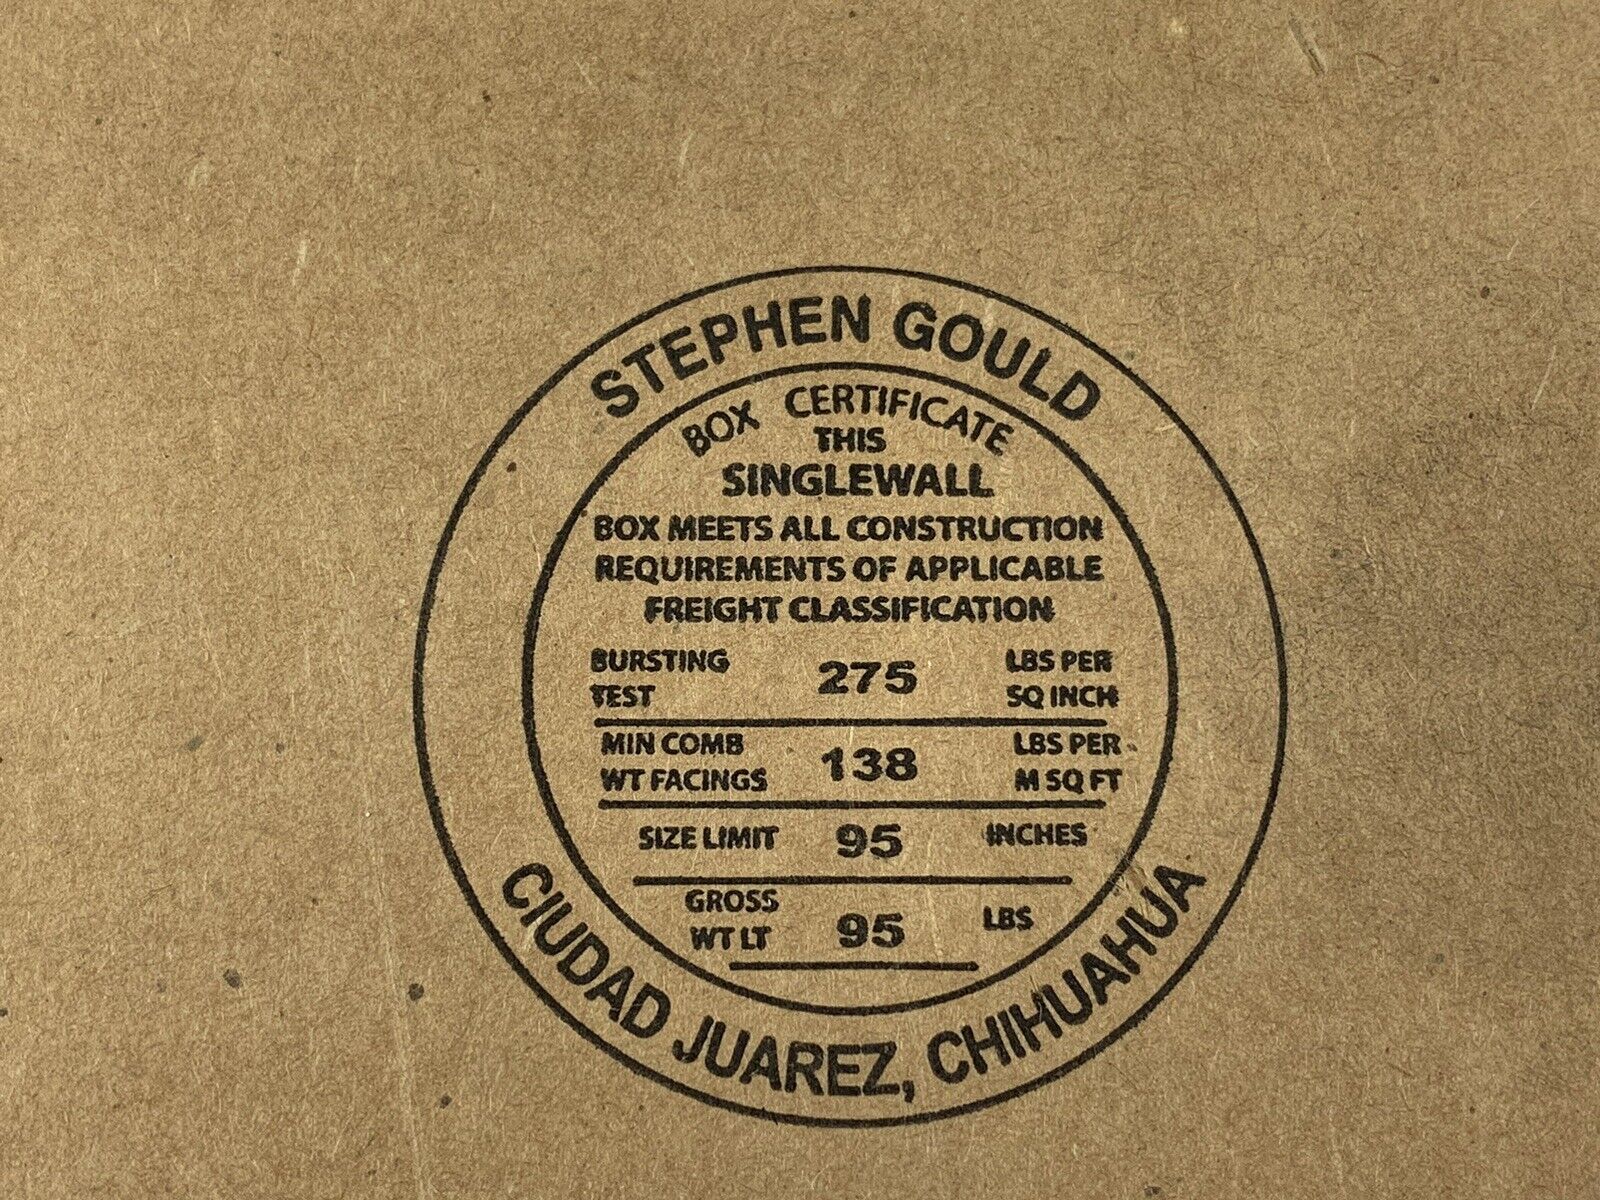 STEPHEN GOULD
BOX CERTIFICATE
THIS
SINGLEWALL
BOX MEETS ALL CONSTRUCTION
REQUIREMENTS OF APPLICABLE
FREIGHT CLASSIFICATION
BURSTING TEST 275 LBS PER SQ INCH
MIN COMB WT FACINGS 138 LBS PER M SQ FT
SIZE LIMIT 95 INCHES
GROSS WT LT 95 LBS
CIUDAD JUAREZ, CHIHUAHUA